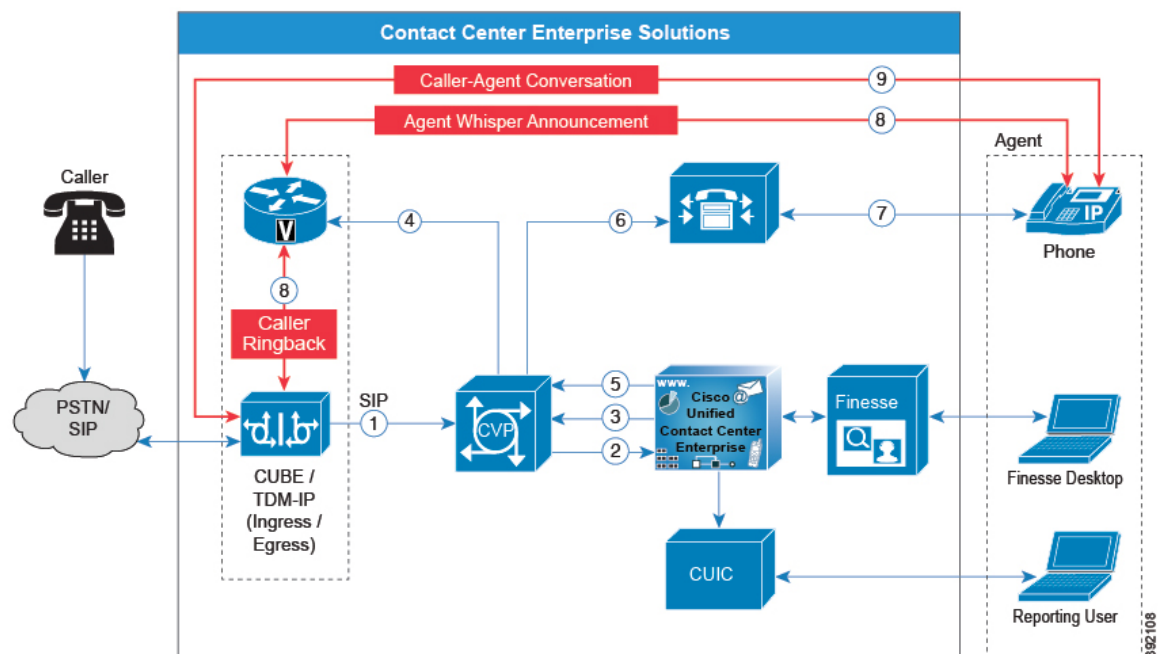 Contact Center Enterprise Solutions
Caller-Agent Conversation
9
Agent Whisper Announcement
8
Agent
Caller
4
6
7
V
IP
Phone
8
Caller
Ringback
PSTN/
SIP
SIP
1
CVP
5
3
2
www.
@
Cisco
Unified
Contact Center
Enterprise
Finesse
Finesse Desktop
CUBE /
TDM-IP
(Ingress /
Egress)
CUIC
Reporting User
392108